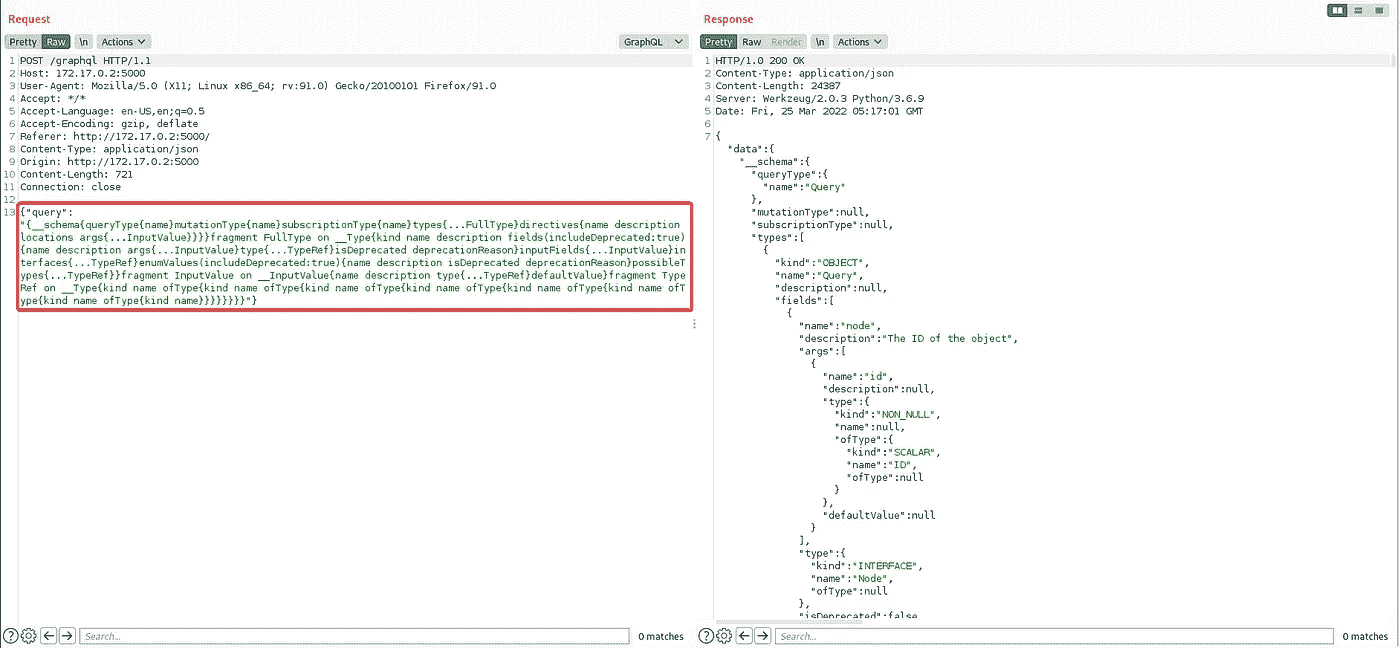 Request
Response
Pretty Raw \n Actions GraphQL
Pretty Raw Render \n Actions
1 POST /graphql HTTP/1.1
2 Host: 172.17.0.2:5000
3 User-Agent: Mozilla/5.0 (X11; Linux x86_64; rv:91.0) Gecko/20100101 Firefox/91.0
4 Accept: */*
5 Accept-Language: en-US,en;q=0.5
6 Accept-Encoding: gzip, deflate
7 Referer: http://172.17.0.2:5000/
8 Content-Type: application/json
9 Origin: http://172.17.0.2:5000
10 Content-Length: 721
11 Connection: close
12
13 {"query":
"{__schema{queryType{name}mutationType{name}subscriptionType{name}types{...FullType}directives{name description
locations args{...InputValue}}}}fragment FullType on __Type{kind name description fields(includeDeprecated:true)
{name description args{...InputValue}type{...TypeRef}isDeprecated deprecationReason}inputFields{...InputValue}in
terfaces{...TypeRef}enumValues(includeDeprecated:true){name description isDeprecated deprecationReason}possibleT
ypes{...TypeRef}}fragment InputValue on __InputValue{name description type{...TypeRef}defaultValue}fragment Type
Ref on __Type{kind name ofType{kind name ofType{kind name ofType{kind name ofType{kind name ofType{kind name ofT
ype{kind name ofType{kind name}}}}}}}}"}
1 HTTP/1.0 200 OK
2 Content-Type: application/json
3 Content-Length: 24387
4 Server: Werkzeug/2.0.3 Python/3.6.9
5 Date: Fri, 25 Mar 2022 05:17:01 GMT
6
7 {
"data":{
"__schema":{
"queryType":{
"name":"Query"
},
"mutationType":null,
"subscriptionType":null,
"types":[
{
"kind":"OBJECT",
"name":"Query",
"description":null,
"fields":[
{
"name":"node",
"description":"The ID of the object",
"args":[
{
"name":"id",
"description":null,
"type":{
"kind":"NON_NULL",
"name":null,
"ofType":{
"kind":"SCALAR",
"name":"ID",
"ofType":null
}
},
"defaultValue":null
}
],
"type":{
"kind":"INTERFACE",
"name":"Node",
"ofType":null
},
"isDeprecated":false
? Search... 0 matches
? Search... 0 matches